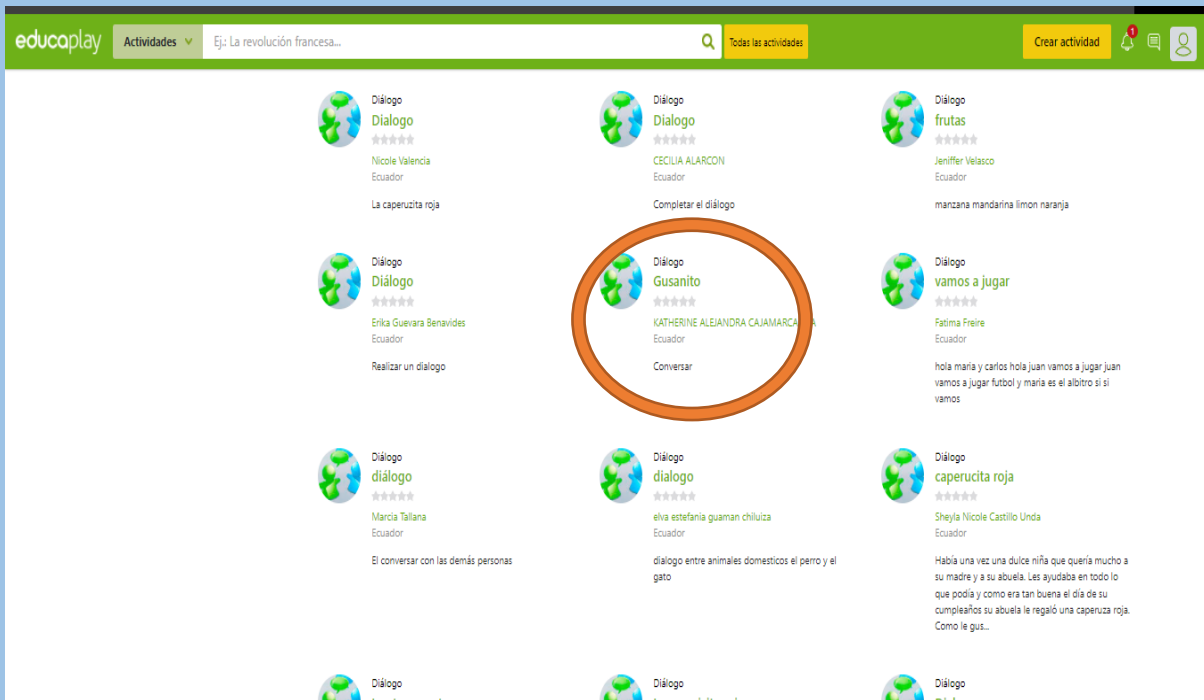 educaplay
Actividades
Ej.: La revolución francesa...
Todas las actividades
Crear actividad
1
Diálogo
Dialogo
Nicole Valencia
Ecuador
La caperuzita roja
Diálogo
Dialogo
CECILIA ALARCON
Ecuador
Completar el diálogo
Diálogo
frutas
Jeniffer Velasco
Ecuador
manzana mandarina limon naranja
Diálogo
Diálogo
Erika Guevara Benavides
Ecuador
Realizar un dialogo
Diálogo
Gusanito
KATHERINE ALEJANDRA
Ecuador
Conversar
Diálogo
vamos a jugar
Fatima Freire
Ecuador
hola maria y carlos hola juan vamos a jugar juan
vamos a jugar futbol y maria es el albitro si si
vamos
Diálogo
diálogo
Marcia Tallana
Ecuador
El conversar con las demás personas
Diálogo
dialogo
elva estefania guaman chiluiza
Ecuador
dialogo entre animales domesticos el perro y el
gato
Diálogo
caperucita roja
Sheyla Nicole Castillo Unda
Ecuador
Había una vez una dulce niña que quería mucho a
su madre y a su abuela. Les ayudaba en todo lo
que podía y como era tan buena el día de su
cumpleaños su abuela le regaló una caperuza roja.
Como le gus...
Diálogo
Diálogo
Diálogo